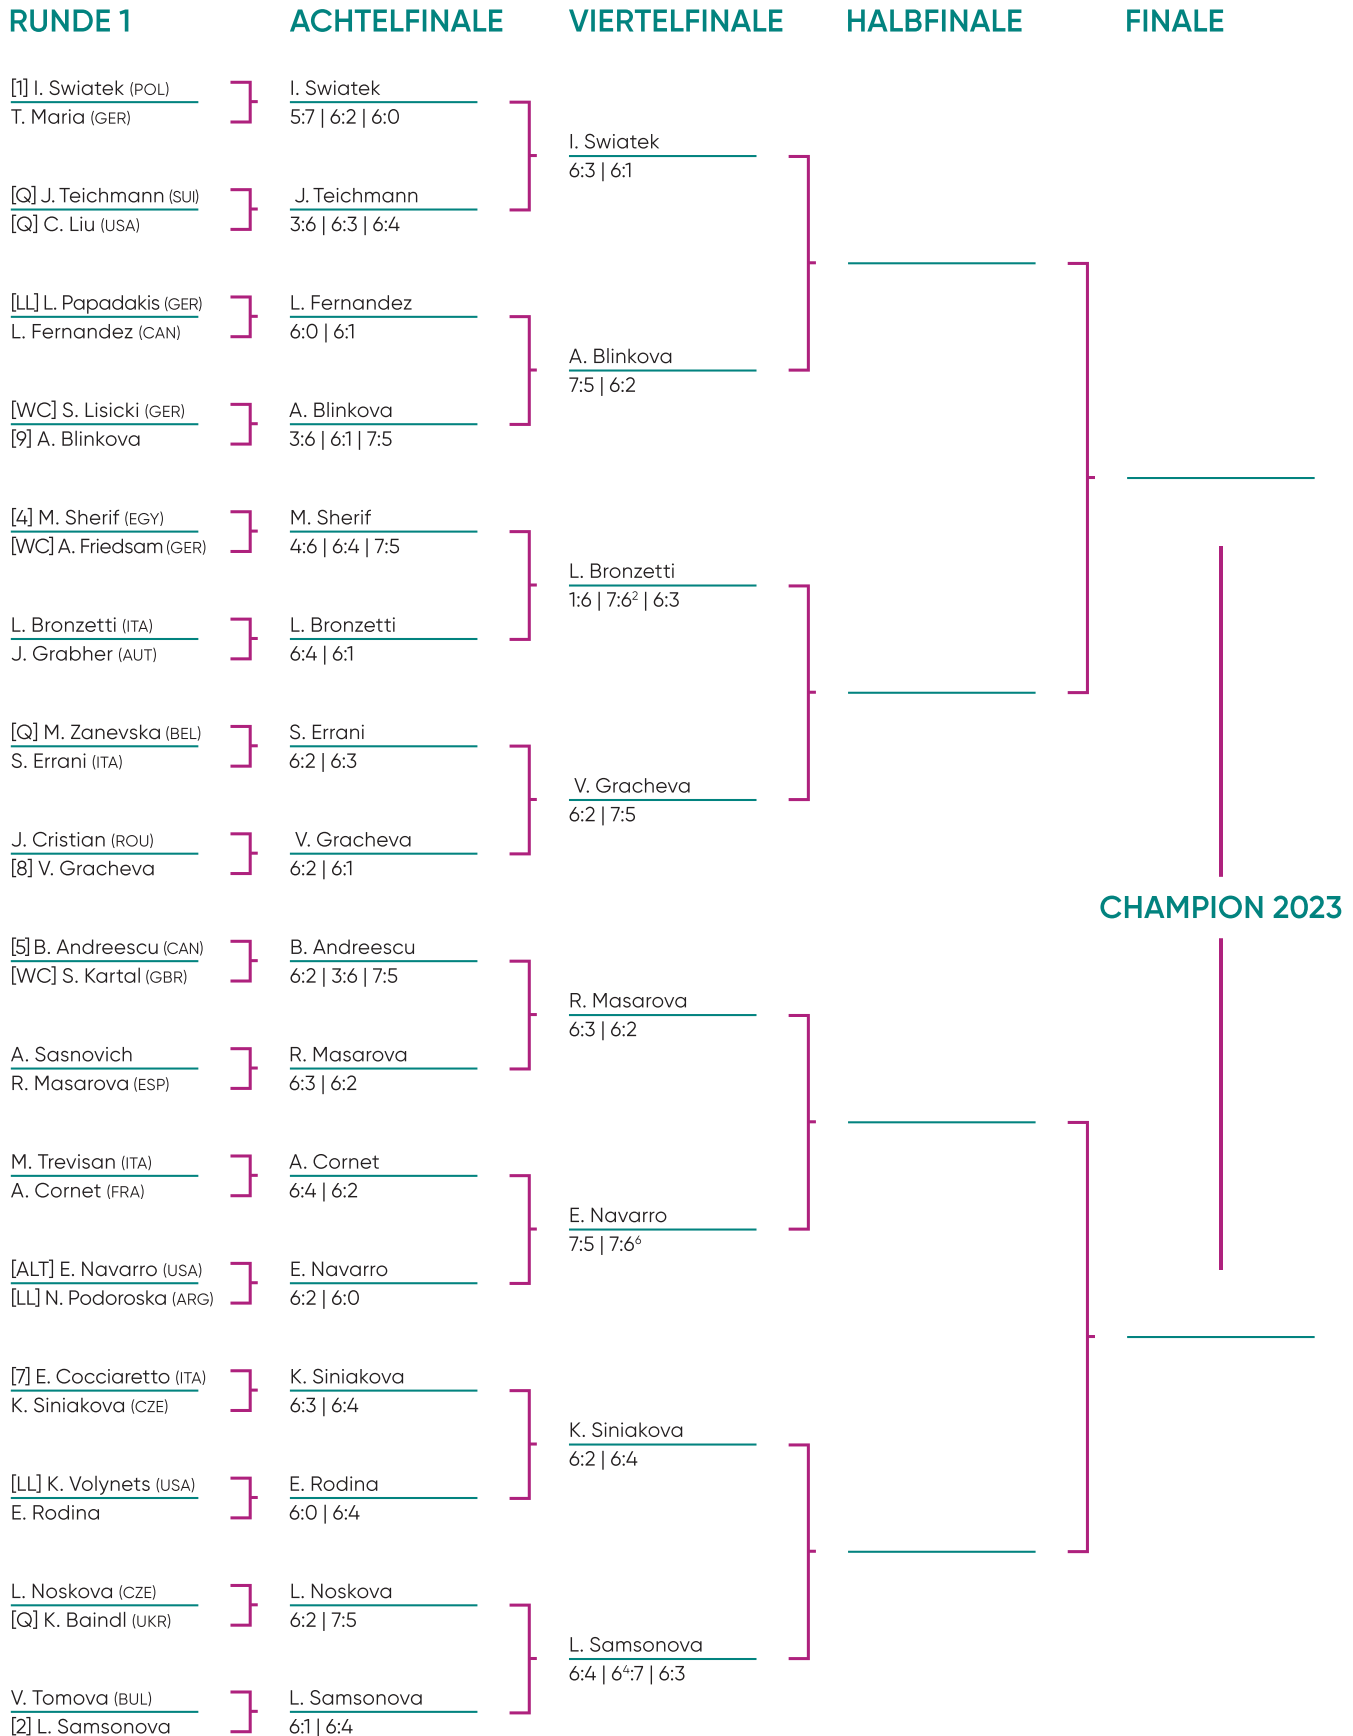 RUNDE 1
[1] I. Swiatek (POL)
T. Maria (GER)
[Q] J. Teichmann (SUI)
[Q] C. Liu (USA)
[LL] L. Papadakis (GER)
L. Fernandez (CAN)
[WC] S. Lisicki (GER)
[9] A. Blinkova
[4] M. Sherif (EGY)
[WC] A. Friedsam (GER)
L. Bronzetti (ITA)
J. Grabher (AUT)
[Q] M. Zanevska (BEL)
S. Errani (ITA)
J. Cristian (ROU)
[8] V. Gracheva
[5] B. Andreescu (CAN)
[WC] S. Kartal (GBR)
A. Sasnovich
R. Masarova (ESP)
M. Trevisan (ITA)
A. Cornet (FRA)
[ALT] E. Navarro (USA)
[LL] N. Podoroska (ARG)
[7] E. Cocciaretto (ITA)
K. Siniakova (CZE)
[LL] K. Volynets (USA)
E. Rodina
L. Noskova (CZE)
[Q] K. Baindl (UKR)
V. Tomova (BUL)
[2] L. Samsonova
ACHTELFINALE
I. Swiatek
5:7 | 6:2 | 6:0
J. Teichmann
3:6 | 6:3 | 6:4
L. Fernandez
6:0 | 6:1
A. Blinkova
3:6 | 6:1 | 7:5
M. Sherif
4:6 | 6:4 | 7:5
L. Bronzetti
6:4 | 6:1
S. Errani
6:2 | 6:3
V. Gracheva
6:2 | 6:1
B. Andreescu
6:2 | 3:6 | 7:5
R. Masarova
6:3 | 6:2
A. Cornet
6:4 | 6:2
E. Navarro
6:2 | 6:0
K. Siniakova
6:3 | 6:4
E. Rodina
6:0 | 6:4
L. Noskova
6:2 | 7:5
L. Samsonova
6:1 | 6:4
VIERTELFINALE
I. Swiatek
6:3 | 6:1
A. Blinkova
7:5 | 6:2
L. Bronzetti
1:6 | 7:6² | 6:3
V. Gracheva
6:2 | 7:5
R. Masarova
6:3 | 6:2
E. Navarro
7:5 | 7:6⁶
K. Siniakova
6:2 | 6:4
L. Samsonova
6:4 | 6⁴:7 | 6:3
HALBFINALE
FINALE
CHAMPION 2023